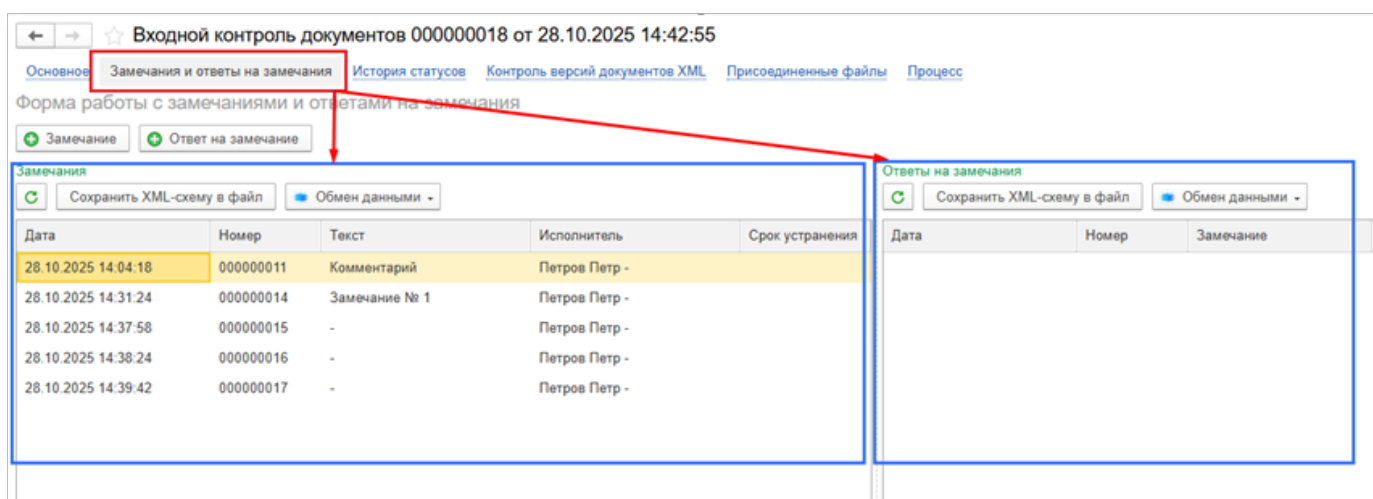 Входной контроль документов 000000018 от 28.10.2025 14:42:55
Основное Замечания и ответы на замечания История статусов Контроль версий документов XML Присоединенные файлы Процесс
Форма работы с замечаниями и ответами на замечания
Замечание Ответ на замечание
Замечания
Сохранить XML-схему в файл Обмен данными
Дата Номер Текст Исполнитель Срок устранения
28.10.2025 14:04:18 000000011 Комментарий Петров Петр -
28.10.2025 14:31:24 000000014 Замечание № 1 Петров Петр -
28.10.2025 14:37:58 000000015 - Петров Петр -
28.10.2025 14:38:24 000000016 - Петров Петр -
28.10.2025 14:39:42 000000017 - Петров Петр -
Ответы на замечания
Сохранить XML-схему в файл Обмен данными
Дата Номер Замечание